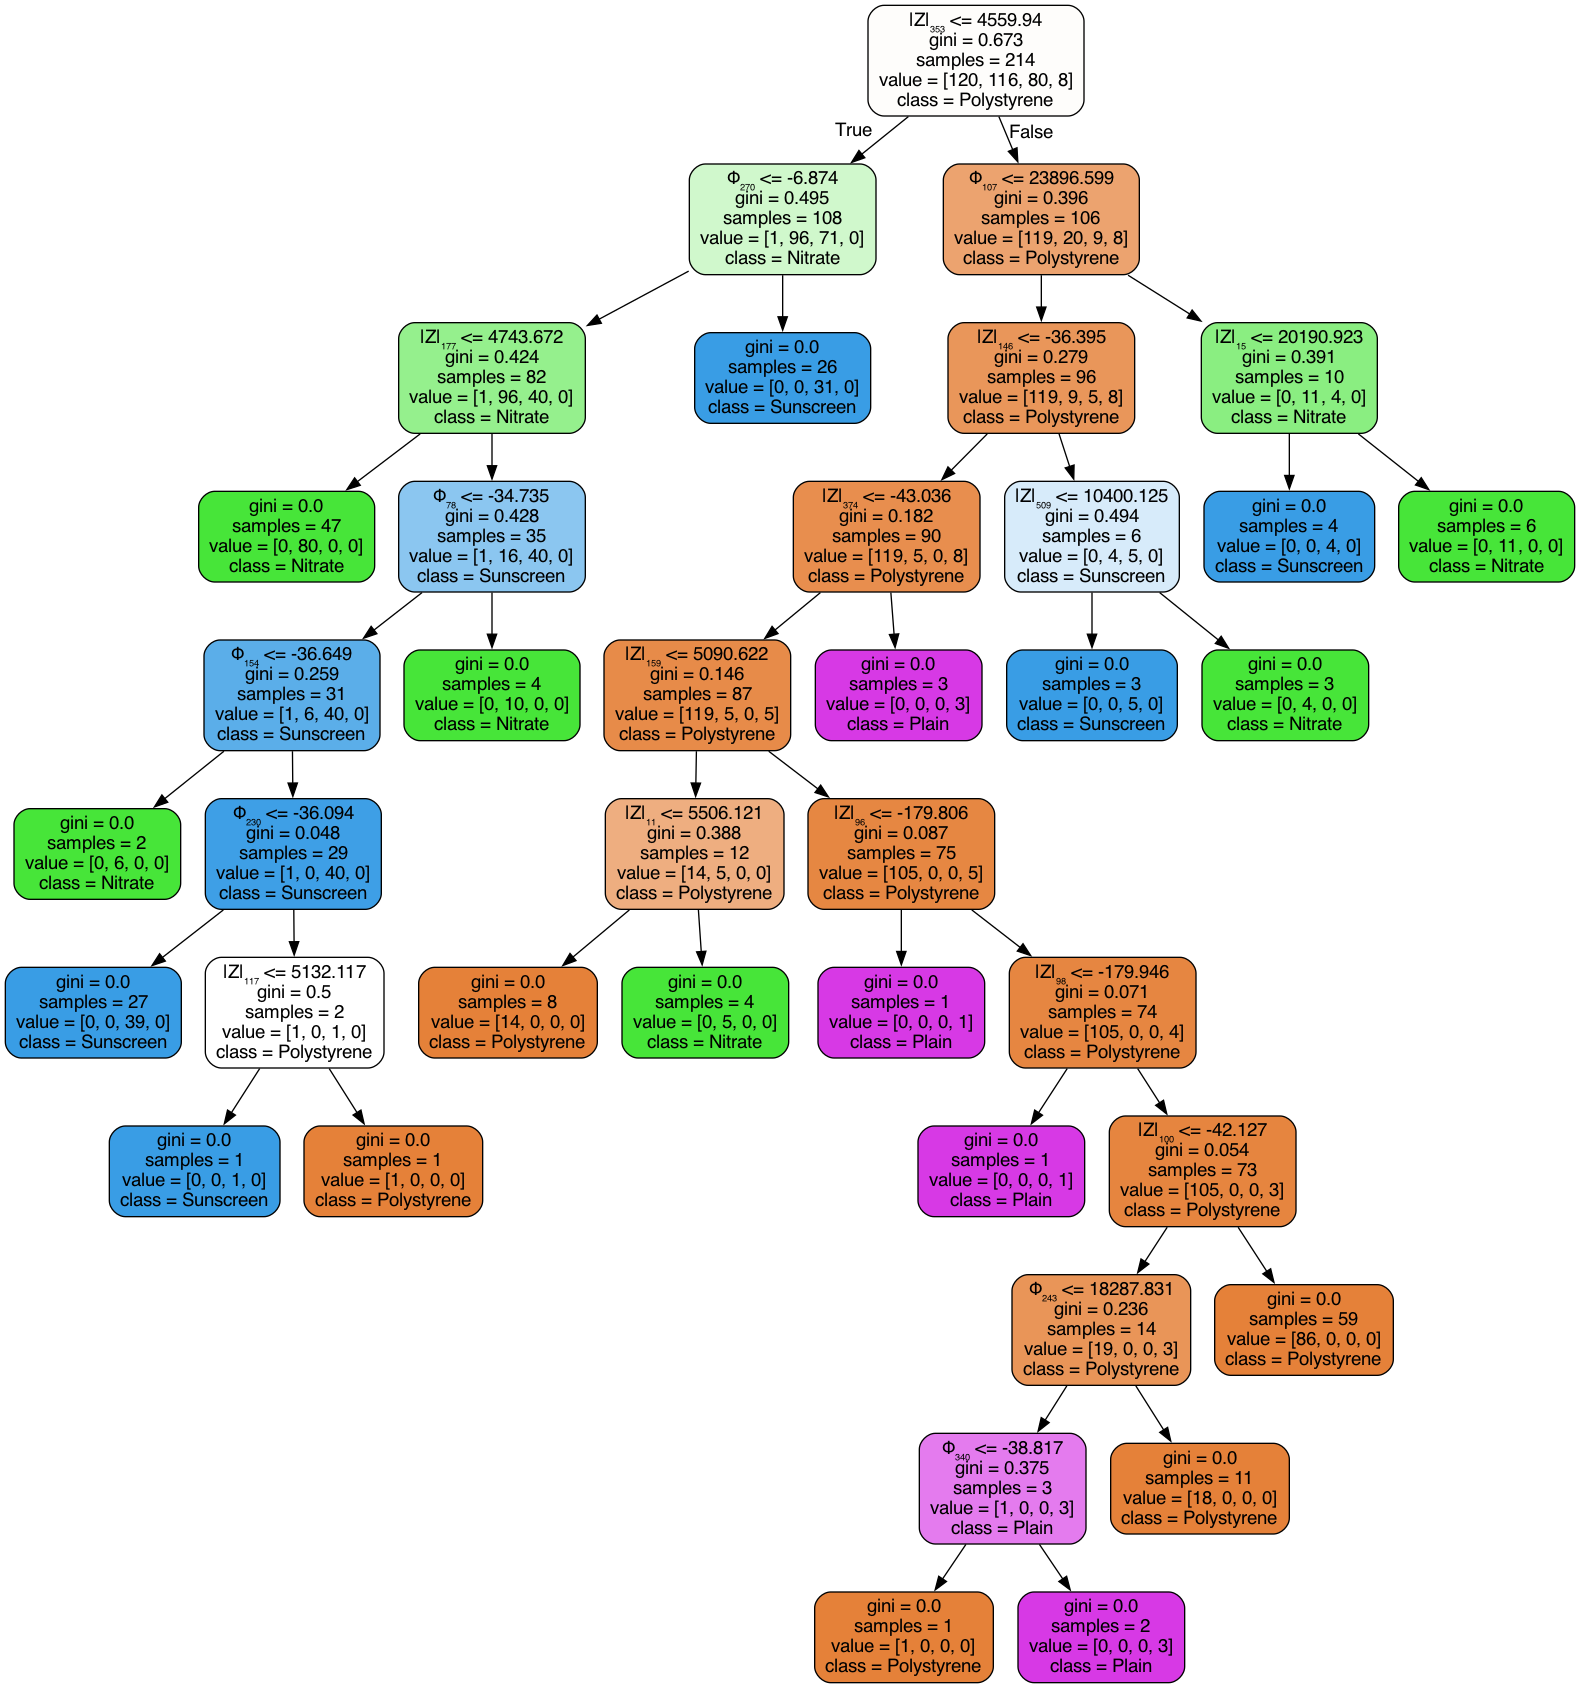 |Z|₃₅₃ <= 4559.94
gini = 0.673
samples = 214
value = [120, 116, 80, 8]
class = Polystyrene
True
False
Φ₂₇₀ <= -6.874
gini = 0.495
samples = 108
value = [1, 96, 71, 0]
class = Nitrate
Φ₁₀₇ <= 23896.599
gini = 0.396
samples = 106
value = [119, 20, 9, 8]
class = Polystyrene
|Z|₁₇₇ <= 4743.672
gini = 0.424
samples = 82
value = [1, 96, 40, 0]
class = Nitrate
gini = 0.0
samples = 26
value = [0, 0, 31, 0]
class = Sunscreen
|Z|₁₄₆ <= -36.395
gini = 0.279
samples = 96
value = [119, 9, 5, 8]
class = Polystyrene
|Z|₁₅ <= 20190.923
gini = 0.391
samples = 10
value = [0, 11, 4, 0]
class = Nitrate
gini = 0.0
samples = 47
value = [0, 80, 0, 0]
class = Nitrate
Φ₇₈ <= -34.735
gini = 0.428
samples = 35
value = [1, 16, 40, 0]
class = Sunscreen
|Z|₃₇₄ <= -43.036
gini = 0.182
samples = 90
value = [119, 5, 0, 8]
class = Polystyrene
|Z|₅₀₉ <= 10400.125
gini = 0.494
samples = 6
value = [0, 4, 5, 0]
class = Sunscreen
gini = 0.0
samples = 4
value = [0, 0, 4, 0]
class = Sunscreen
gini = 0.0
samples = 6
value = [0, 11, 0, 0]
class = Nitrate
Φ₁₅₄ <= -36.649
gini = 0.259
samples = 31
value = [1, 6, 40, 0]
class = Sunscreen
gini = 0.0
samples = 4
value = [0, 10, 0, 0]
class = Nitrate
|Z|₁₅₉ <= 5090.622
gini = 0.146
samples = 87
value = [119, 5, 0, 5]
class = Polystyrene
gini = 0.0
samples = 3
value = [0, 0, 0, 3]
class = Plain
gini = 0.0
samples = 3
value = [0, 0, 5, 0]
class = Sunscreen
gini = 0.0
samples = 3
value = [0, 4, 0, 0]
class = Nitrate
gini = 0.0
samples = 2
value = [0, 6, 0, 0]
class = Nitrate
Φ₂₃₀ <= -36.094
gini = 0.048
samples = 29
value = [1, 0, 40, 0]
class = Sunscreen
|Z|₁₁ <= 5506.121
gini = 0.388
samples = 12
value = [14, 5, 0, 0]
class = Polystyrene
|Z|₉₆ <= -179.806
gini = 0.087
samples = 75
value = [105, 0, 0, 5]
class = Polystyrene
gini = 0.0
samples = 27
value = [0, 0, 39, 0]
class = Sunscreen
|Z|₁₁₇ <= 5132.117
gini = 0.5
samples = 2
value = [1, 0, 1, 0]
class = Polystyrene
gini = 0.0
samples = 8
value = [14, 0, 0, 0]
class = Polystyrene
gini = 0.0
samples = 4
value = [0, 5, 0, 0]
class = Nitrate
gini = 0.0
samples = 1
value = [0, 0, 0, 1]
class = Plain
|Z|₉₈ <= -179.946
gini = 0.071
samples = 74
value = [105, 0, 0, 4]
class = Polystyrene
gini = 0.0
samples = 1
value = [0, 0, 1, 0]
class = Sunscreen
gini = 0.0
samples = 1
value = [1, 0, 0, 0]
class = Polystyrene
gini = 0.0
samples = 1
value = [0, 0, 0, 1]
class = Plain
|Z|₁₀₀ <= -42.127
gini = 0.054
samples = 73
value = [105, 0, 0, 3]
class = Polystyrene
Φ₂₄₃ <= 18287.831
gini = 0.236
samples = 14
value = [19, 0, 0, 3]
class = Polystyrene
gini = 0.0
samples = 59
value = [86, 0, 0, 0]
class = Polystyrene
Φ₃₄₀ <= -38.817
gini = 0.375
samples = 3
value = [1, 0, 0, 3]
class = Plain
gini = 0.0
samples = 11
value = [18, 0, 0, 0]
class = Polystyrene
gini = 0.0
samples = 1
value = [1, 0, 0, 0]
class = Polystyrene
gini = 0.0
samples = 2
value = [0, 0, 0, 3]
class = Plain